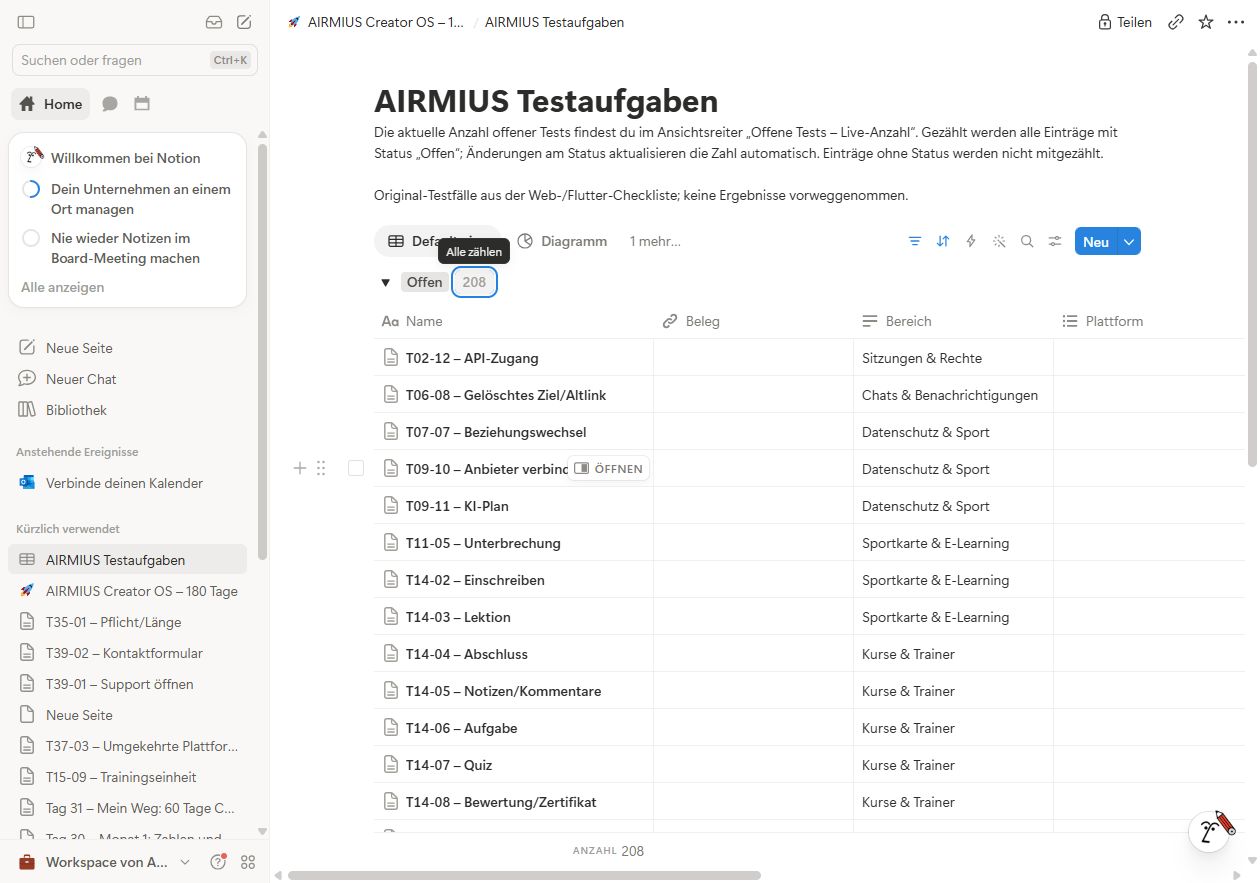 AIRMIUS Creator OS – 1... / AIRMIUS Testaufgaben
Teilen
Suchen oder fragen
Ctrl+K
Home
Willkommen bei Notion
Dein Unternehmen an einem
Ort managen
Nie wieder Notizen im
Board-Meeting machen
Alle anzeigen
Neue Seite
Neuer Chat
Bibliothek
Anstehende Ereignisse
Verbinde deinen Kalender
Kürzlich verwendet
AIRMIUS Testaufgaben
AIRMIUS Creator OS – 180 Tage
T35-01 – Pflicht/Länge
T39-02 – Kontaktformular
T39-01 – Support öffnen
Neue Seite
T37-03 – Umgekehrte Plattfor...
T15-09 – Trainingseinheit
Tag 31 – Mein Weg: 60 Tage C...
Tag 30 – Monat 1: Zahlen und
Workspace von A...
AIRMIUS Testaufgaben
Die aktuelle Anzahl offener Tests findest du im Ansichtsreiter „Offene Tests – Live-Anzahl“. Gezählt werden alle Einträge mit
Status „Offen“; Änderungen am Status aktualisieren die Zahl automatisch. Einträge ohne Status werden nicht mitgezählt.
Original-Testfälle aus der Web-/Flutter-Checkliste; keine Ergebnisse vorweggenommen.
Diagramm
1 mehr...
Neu
Alle zählen
Offen
208
Aa Name
Beleg
Bereich
Plattform
T02-12 – API-Zugang
Sitzungen & Rechte
T06-08 – Gelöschtes Ziel/Altlink
Chats & Benachrichtigungen
T07-07 – Beziehungswechsel
Datenschutz & Sport
T09-10 – Anbieter verbind
ÖFFNEN
Datenschutz & Sport
T09-11 – KI-Plan
Datenschutz & Sport
T11-05 – Unterbrechung
Sportkarte & E-Learning
T14-02 – Einschreiben
Sportkarte & E-Learning
T14-03 – Lektion
Sportkarte & E-Learning
T14-04 – Abschluss
Kurse & Trainer
T14-05 – Notizen/Kommentare
Kurse & Trainer
T14-06 – Aufgabe
Kurse & Trainer
T14-07 – Quiz
Kurse & Trainer
T14-08 – Bewertung/Zertifikat
Kurse & Trainer
ANZAHL 208